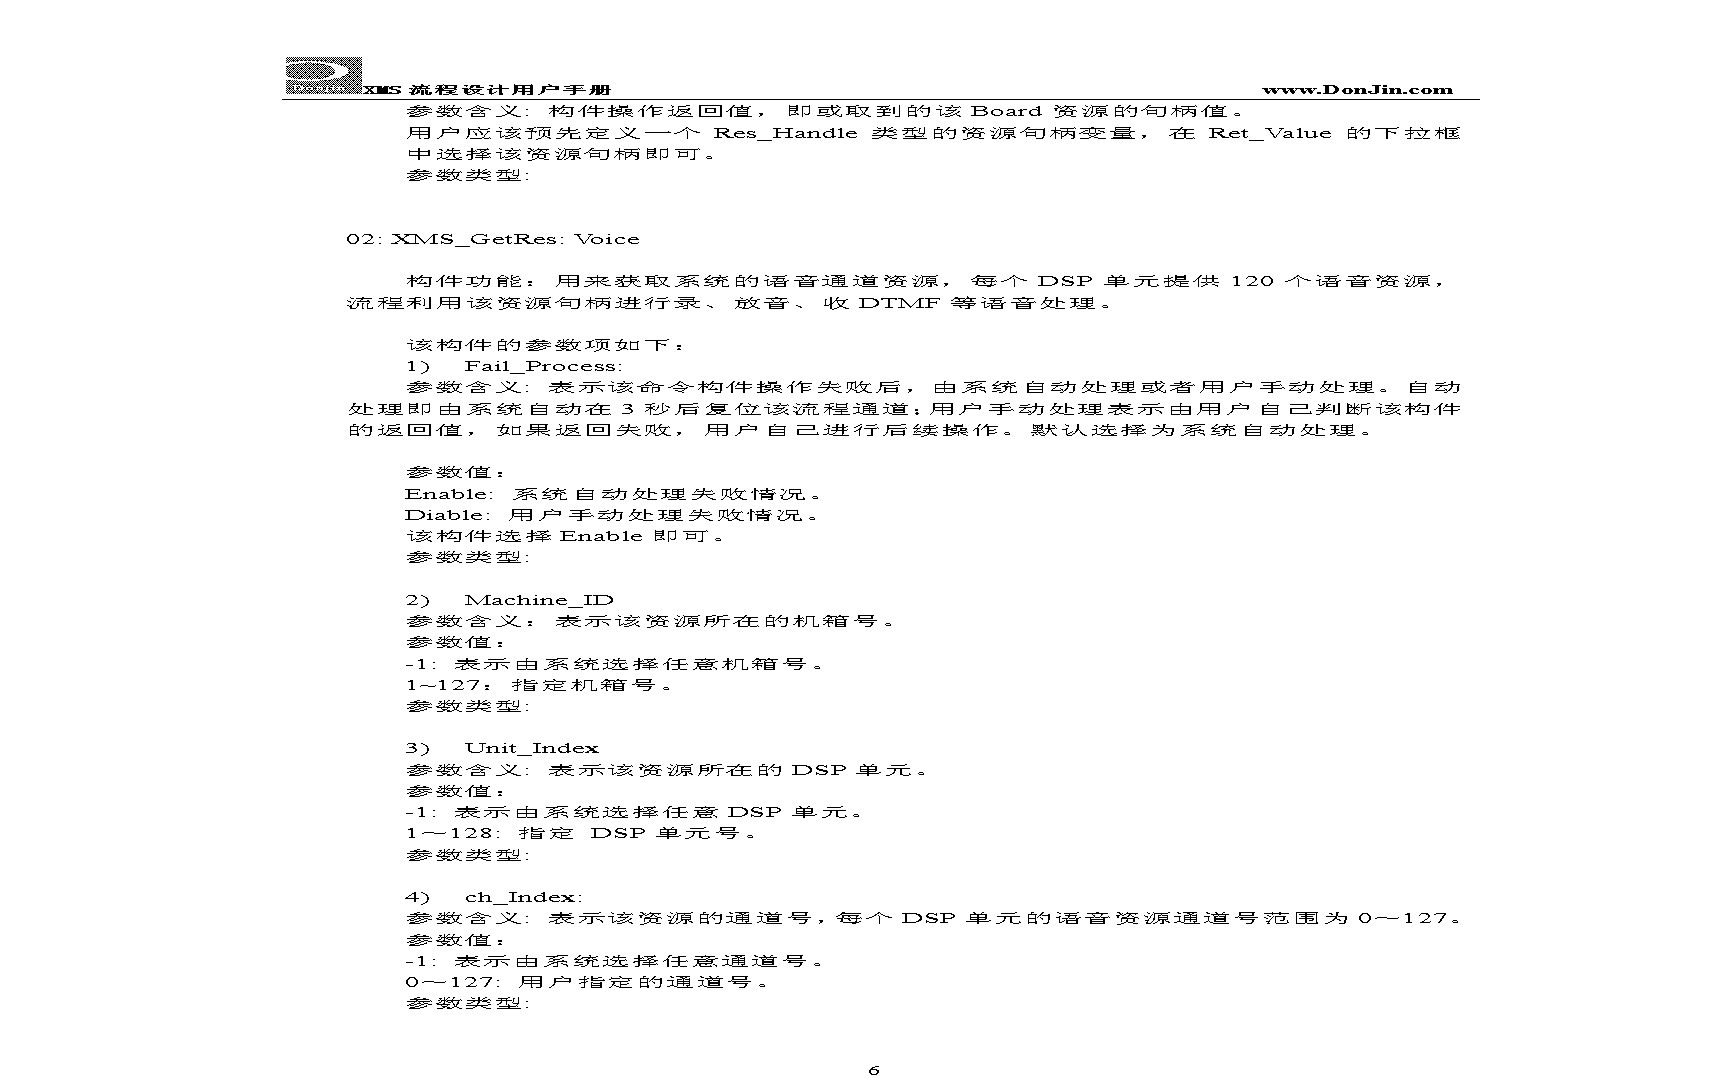 XMS 流程设计用户手册 www.DonJin.com
参数含义: 构件操作返回值，即或取到的该 Board 资源的句柄值。
用户应该预先定义一个 Res_Handle 类型的资源句柄变量，在 Ret_Value 的下拉框
中选择该资源句柄即可。
参数类型:
02: XMS_GetRes: Voice
构件功能：用来获取系统的语音通道资源，每个 DSP 单元提供 120 个语音资源，
流程利用该资源句柄进行录、放音、收 DTMF 等语音处理。
该构件的参数项如下：
1) Fail_Process:
参数含义: 表示该命令构件操作失败后，由系统自动处理或者用户手动处理。自动
处理即由系统自动在 3 秒后复位该流程通道；用户手动处理表示由用户自己判断该构件
的返回值，如果返回失败，用户自己进行后续操作。默认选择为系统自动处理。
参数值：
Enable: 系统自动处理失败情况。
Diable: 用户手动处理失败情况。
该构件选择 Enable 即可。
参数类型:
2) Machine_ID
参数含义：表示该资源所在的机箱号。
参数值：
-1: 表示由系统选择任意机箱号。
1~127：指定机箱号。
参数类型:
3) Unit_Index
参数含义: 表示该资源所在的 DSP 单元。
参数值：
-1: 表示由系统选择任意 DSP 单元。
1～128: 指定 DSP 单元号。
参数类型:
4) ch_Index:
参数含义: 表示该资源的通道号，每个 DSP 单元的语音资源通道号范围为 0～127。
参数值：
-1: 表示由系统选择任意通道号。
0～127: 用户指定的通道号。
参数类型:
6